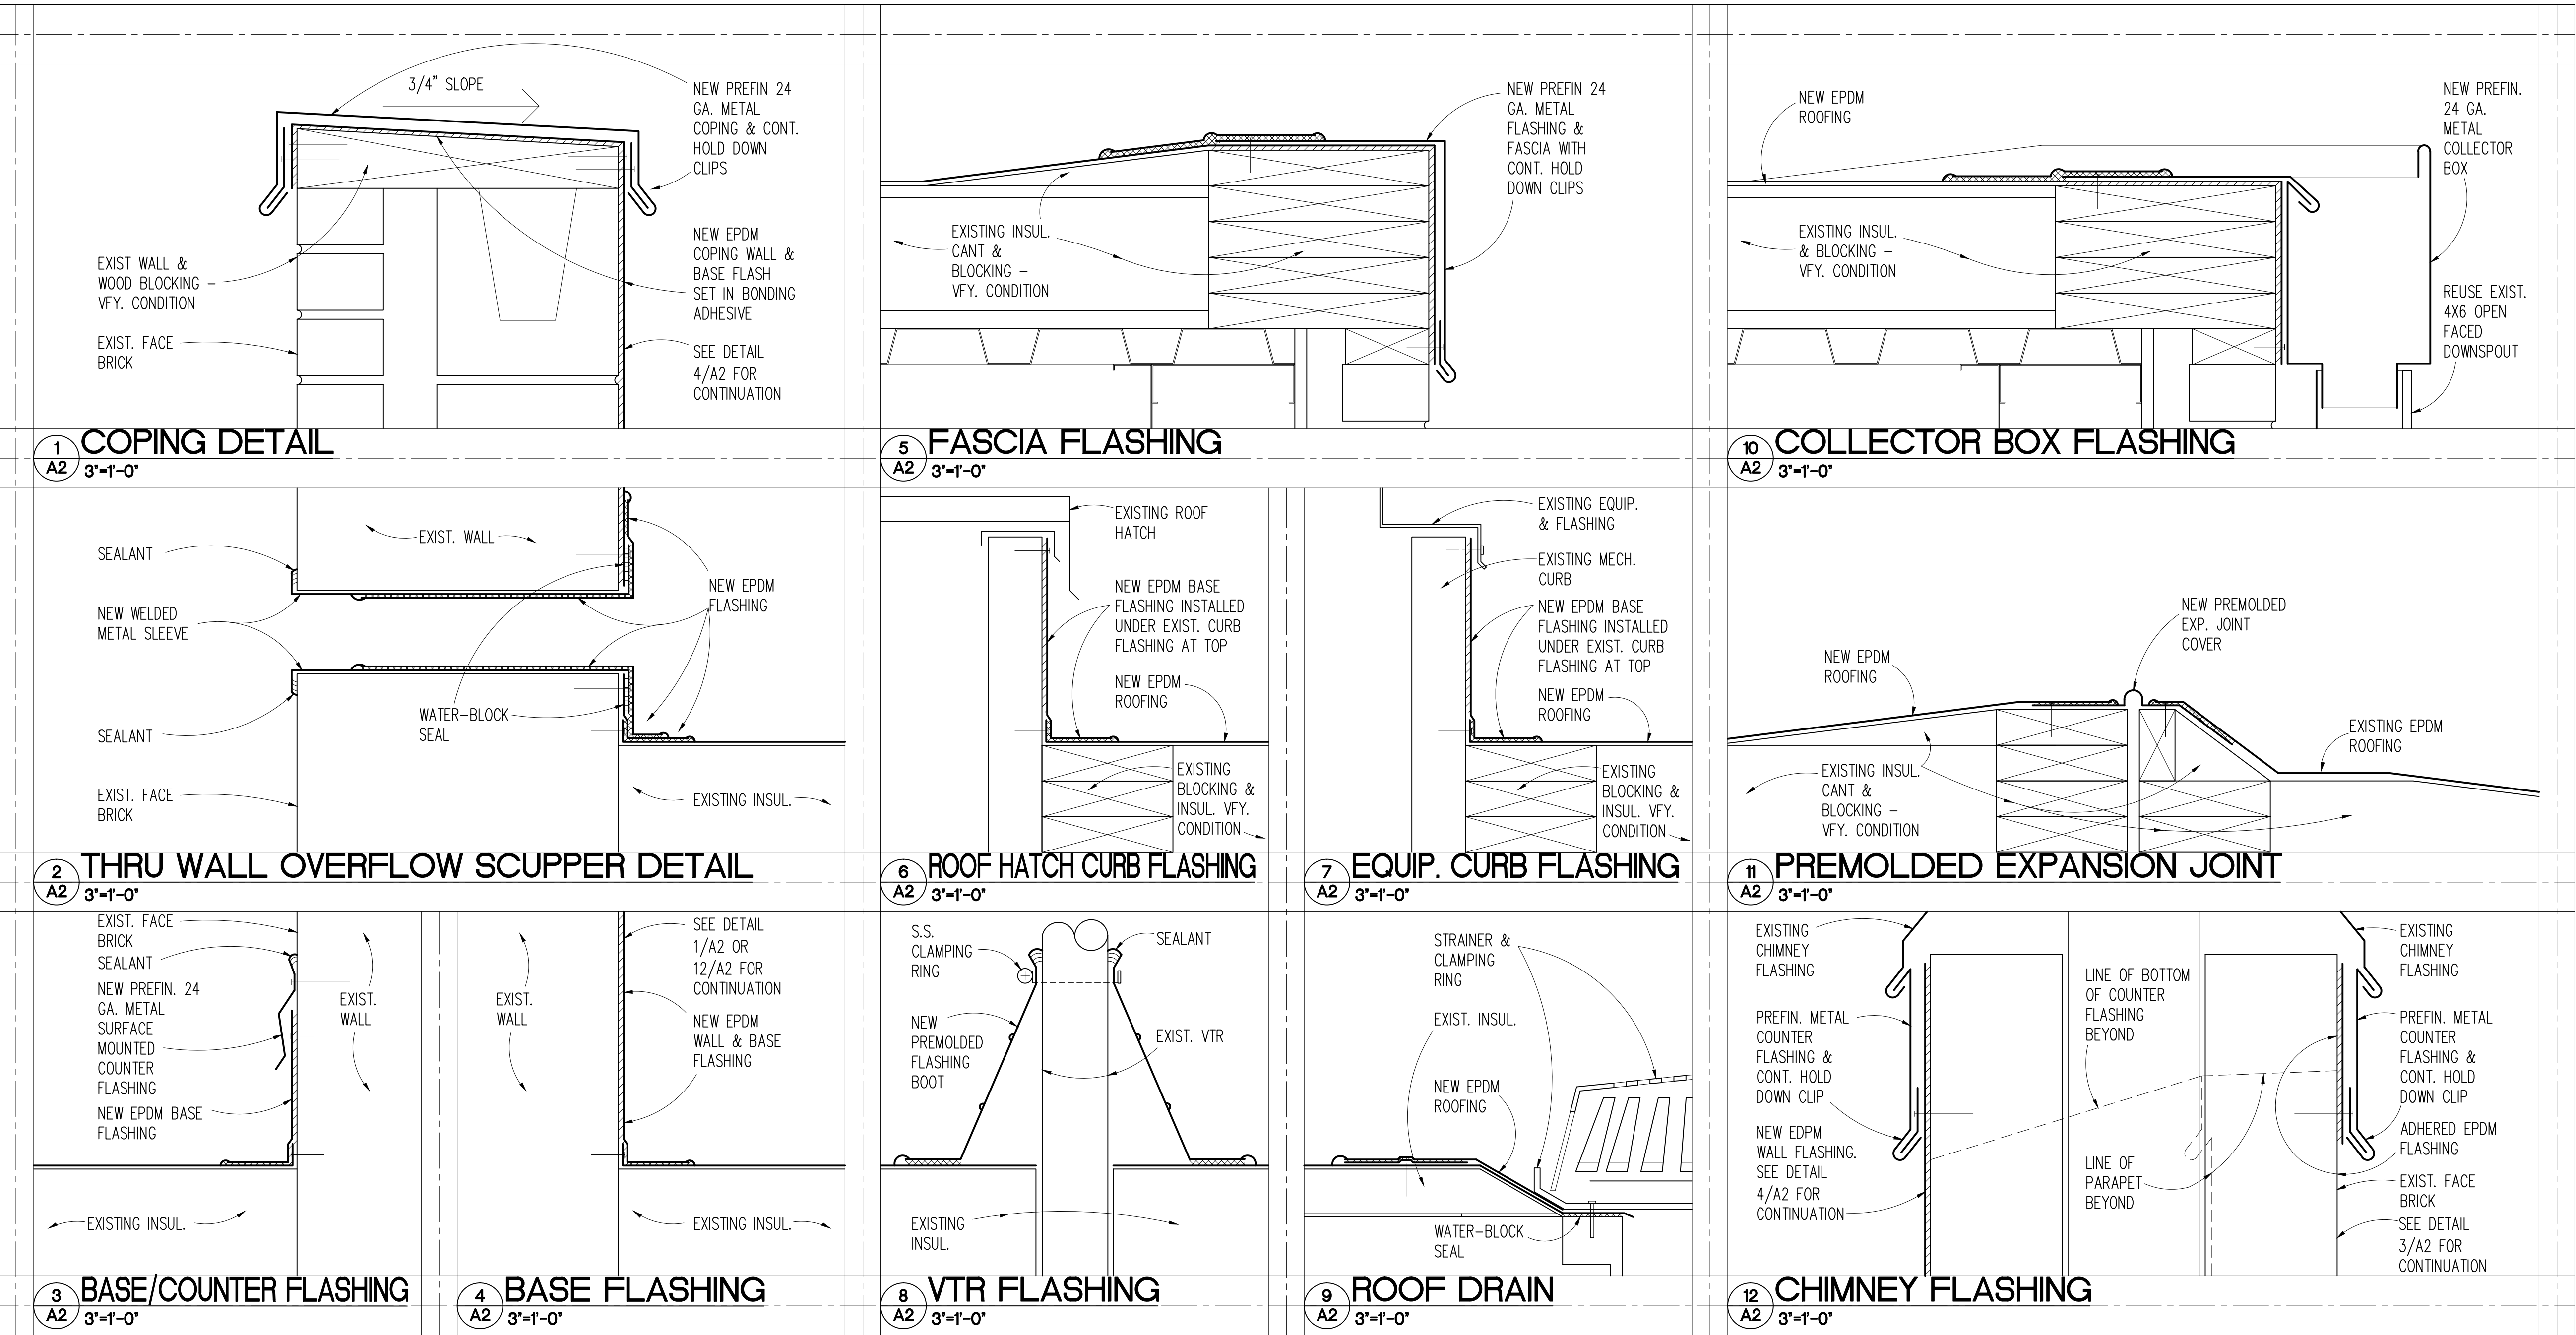 3/4" SLOPE
NEW PREFIN 24
GA. METAL
COPING & CONT.
HOLD DOWN
CLIPS
NEW EPDM
COPING WALL &
BASE FLASH
SET IN BONDING
ADHESIVE
SEE DETAIL
4/A2 FOR
CONTINUATION
EXIST WALL &
WOOD BLOCKING –
VFY. CONDITION
EXIST. FACE
BRICK
1
A2
COPING DETAIL
3"=1'-0"
NEW PREFIN 24
GA. METAL
FLASHING &
FASCIA WITH
CONT. HOLD
DOWN CLIPS
EXISTING INSUL.
CANT &
BLOCKING –
VFY. CONDITION
5
A2
FASCIA FLASHING
3"=1'-0"
NEW EPDM
ROOFING
NEW PREFIN.
24 GA.
METAL
COLLECTOR
BOX
EXISTING INSUL.
& BLOCKING –
VFY. CONDITION
REUSE EXIST.
4X6 OPEN
FACED
DOWNSPOUT
10
A2
COLLECTOR BOX FLASHING
3"=1'-0"
SEALANT
EXIST. WALL
NEW WELDED
METAL SLEEVE
NEW EPDM
FLASHING
WATER-BLOCK
SEAL
SEALANT
EXIST. FACE
BRICK
EXISTING INSUL.
2
A2
THRU WALL OVERFLOW SCUPPER DETAIL
3"=1'-0"
EXISTING ROOF
HATCH
NEW EPDM BASE
FLASHING INSTALLED
UNDER EXIST. CURB
FLASHING AT TOP
NEW EPDM
ROOFING
EXISTING
BLOCKING &
INSUL. VFY.
CONDITION
6
A2
ROOF HATCH CURB FLASHING
3"=1'-0"
EXISTING EQUIP.
& FLASHING
EXISTING MECH.
CURB
NEW EPDM BASE
FLASHING INSTALLED
UNDER EXIST. CURB
FLASHING AT TOP
NEW EPDM
ROOFING
EXISTING
BLOCKING &
INSUL. VFY.
CONDITION
7
A2
EQUIP. CURB FLASHING
3"=1'-0"
NEW PREMOLDED
EXP. JOINT
COVER
NEW EPDM
ROOFING
EXISTING EPDM
ROOFING
EXISTING INSUL.
CANT &
BLOCKING –
VFY. CONDITION
11
A2
PREMOLDED EXPANSION JOINT
3"=1'-0"
EXIST. FACE
BRICK
SEALANT
NEW PREFIN. 24
GA. METAL
SURFACE
MOUNTED
COUNTER
FLASHING
NEW EPDM BASE
FLASHING
EXIST.
WALL
EXISTING INSUL.
3
A2
BASE/COUNTER FLASHING
3"=1'-0"
EXIST.
WALL
SEE DETAIL
1/A2 OR
12/A2 FOR
CONTINUATION
NEW EPDM
WALL & BASE
FLASHING
EXISTING INSUL.
4
A2
BASE FLASHING
3"=1'-0"
S.S.
CLAMPING
RING
SEALANT
NEW
PREMOLDED
FLASHING
BOOT
EXIST. VTR
EXISTING
INSUL.
8
A2
VTR FLASHING
3"=1'-0"
STRAINER &
CLAMPING
RING
EXIST. INSUL.
NEW EPDM
ROOFING
WATER-BLOCK
SEAL
9
A2
ROOF DRAIN
3"=1'-0"
EXISTING
CHIMNEY
FLASHING
PREFIN. METAL
COUNTER
FLASHING &
CONT. HOLD
DOWN CLIP
NEW EDPM
WALL FLASHING.
SEE DETAIL
4/A2 FOR
CONTINUATION
LINE OF BOTTOM
OF COUNTER
FLASHING
BEYOND
LINE OF
PARAPET
BEYOND
EXISTING
CHIMNEY
FLASHING
PREFIN. METAL
COUNTER
FLASHING &
CONT. HOLD
DOWN CLIP
ADHERED EPDM
FLASHING
EXIST. FACE
BRICK
SEE DETAIL
3/A2 FOR
CONTINUATION
12
A2
CHIMNEY FLASHING
3"=1'-0"